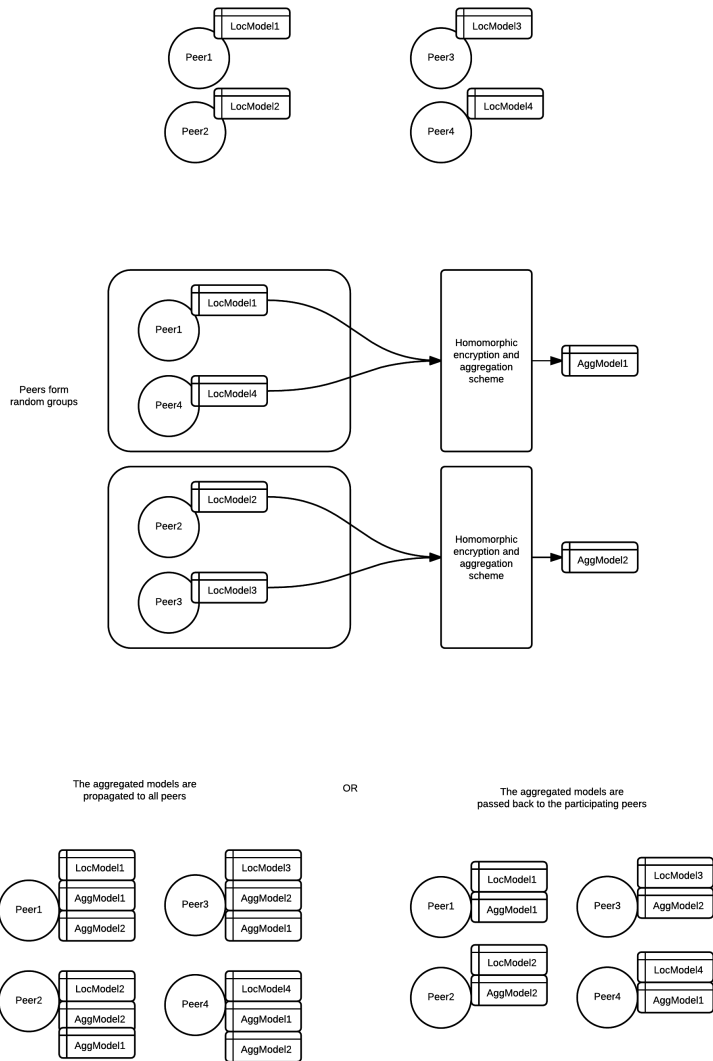 LocModel1
Peer1
LocModel2
Peer2
LocModel3
Peer3
LocModel4
Peer4
Peers form
random groups
LocModel1
Peer1
LocModel4
Peer4
Homomorphic
encryption and
aggregation
scheme
AggModel1
LocModel2
Peer2
LocModel3
Peer3
Homomorphic
encryption and
aggregation
scheme
AggModel2
The aggregated models are
propagated to all peers
OR
The aggregated models are
passed back to the participating peers
LocModel1
Peer1
AggModel1
AggModel2
LocModel3
Peer3
AggModel2
AggModel1
LocModel2
Peer2
AggModel2
AggModel1
LocModel4
Peer4
AggModel1
AggModel2
LocModel1
Peer1
AggModel1
LocModel3
Peer3
AggModel2
LocModel2
Peer2
AggModel2
LocModel4
Peer4
AggModel1